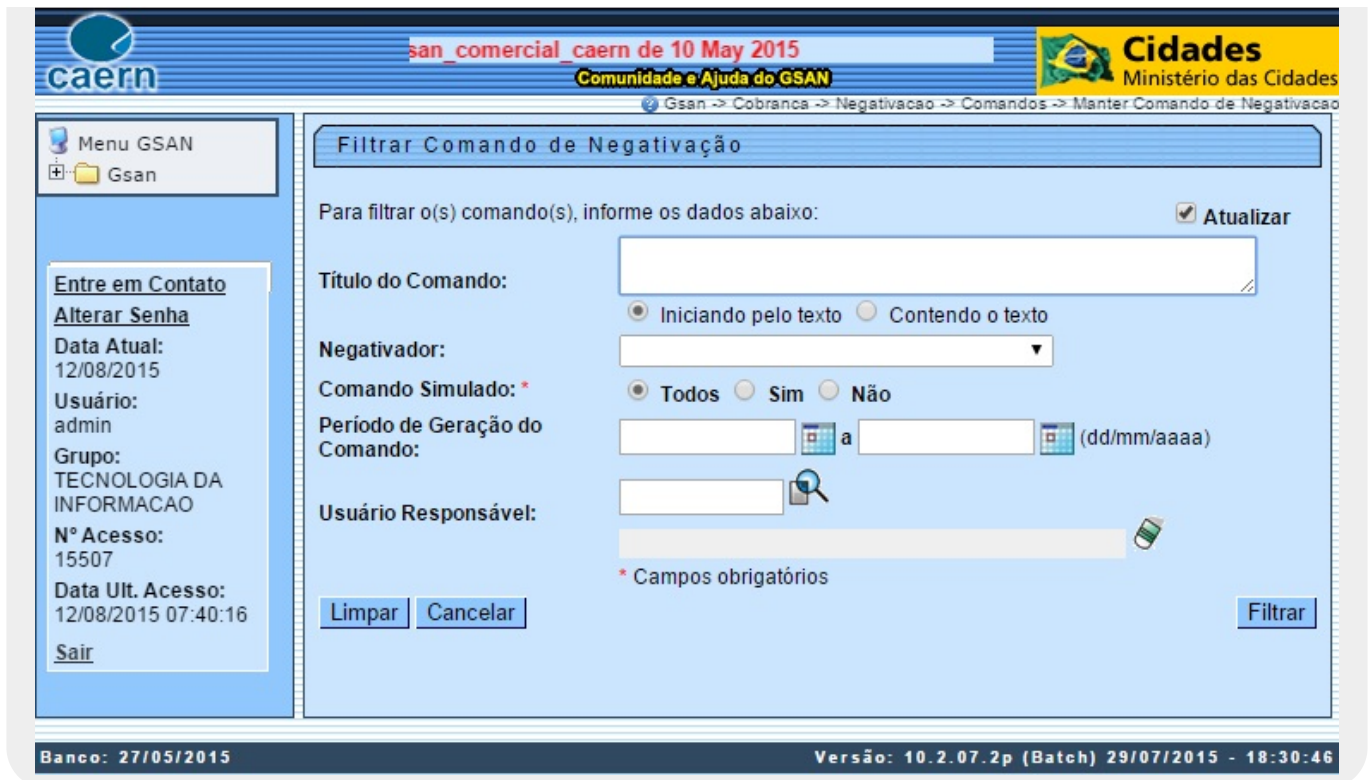 caern
san_comercial_caern de 10 May 2015
Comunidade e Ajuda do GSAN
Cidades
Ministério das Cidades
Gsan -> Cobranca -> Negativacao -> Comandos -> Manter Comando de Negativacao
Menu GSAN
Gsan
Entre em Contato
Alterar Senha
Data Atual:
12/08/2015
Usuário:
admin
Grupo:
TECNOLOGIA DA
INFORMACAO
Nº Acesso:
15507
Data Ult. Acesso:
12/08/2015 07:40:16
Sair
Filtrar Comando de Negativação
Para filtrar o(s) comando(s), informe os dados abaixo:
Atualizar
Título do Comando:
Iniciando pelo texto Contendo o texto
Negativador:
Comando Simulado: * Todos Sim Não
Período de Geração do
Comando:
a (dd/mm/aaaa)
Usuário Responsável:
* Campos obrigatórios
Limpar Cancelar Filtrar
Banco: 27/05/2015 Versão: 10.2.07.2p (Batch) 29/07/2015 - 18:30:46